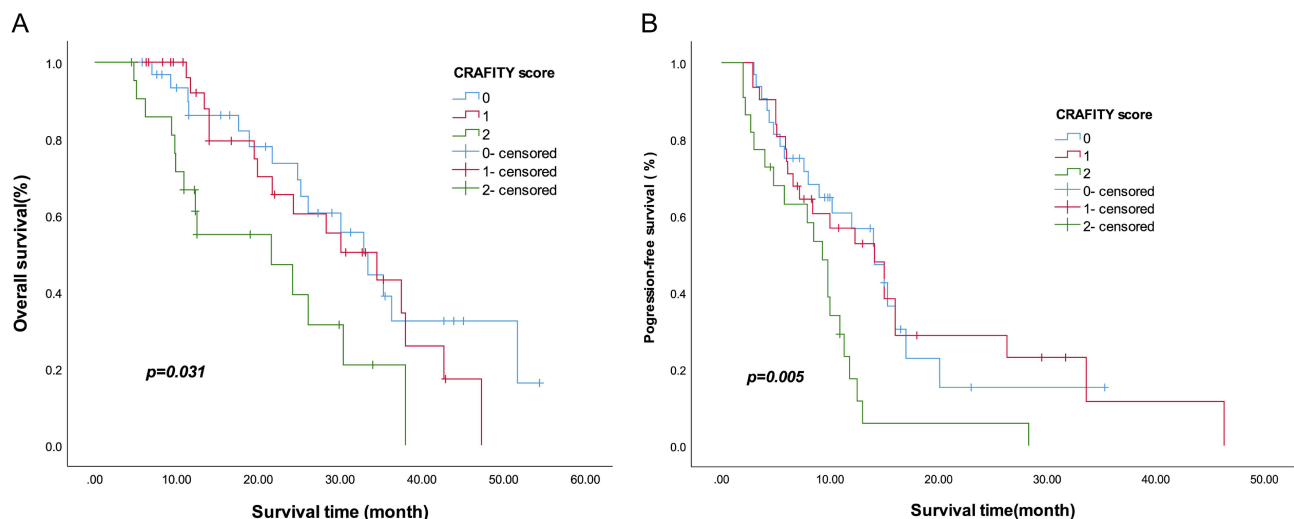 A
Overall survival(%)
1.0
0.8
0.6
0.4
0.2
0.0
CRAFITY score
0
1
2
0- censored
1- censored
2- censored
p=0.031
.00 10.00 20.00 30.00 40.00 50.00 60.00
Survival time (month)
B
Pogression-free survival ( %)
1.0
0.8
0.6
0.4
0.2
0.0
CRAFITY score
0
1
2
0- censored
1- censored
2- censored
p=0.005
.00 10.00 20.00 30.00 40.00 50.00
Survival time(month)